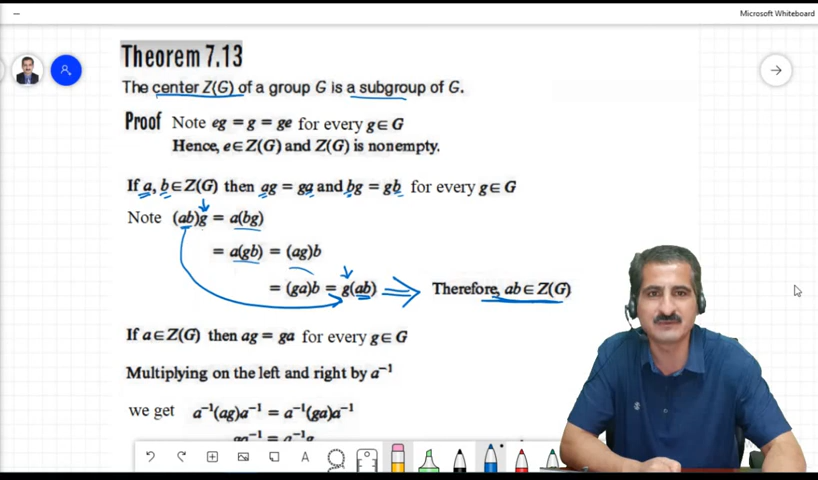 Microsoft Whiteboard
Theorem 7.13
The center Z(G) of a group G is a subgroup of G.
Proof Note eg = g = ge for every g∈G
Hence, e∈Z(G) and Z(G) is nonempty.
If a, b∈Z(G) then ag = ga and bg = gb for every g∈G
Note (ab)g = a(bg)
= a(gb) = (ag)b
= (ga)b = g(ab) Therefore, ab∈Z(G)
If a∈Z(G) then ag = ga for every g∈G
Multiplying on the left and right by a⁻¹
we get a⁻¹(ag)a⁻¹ = a⁻¹(ga)a⁻¹
ga⁻¹ = a⁻¹g